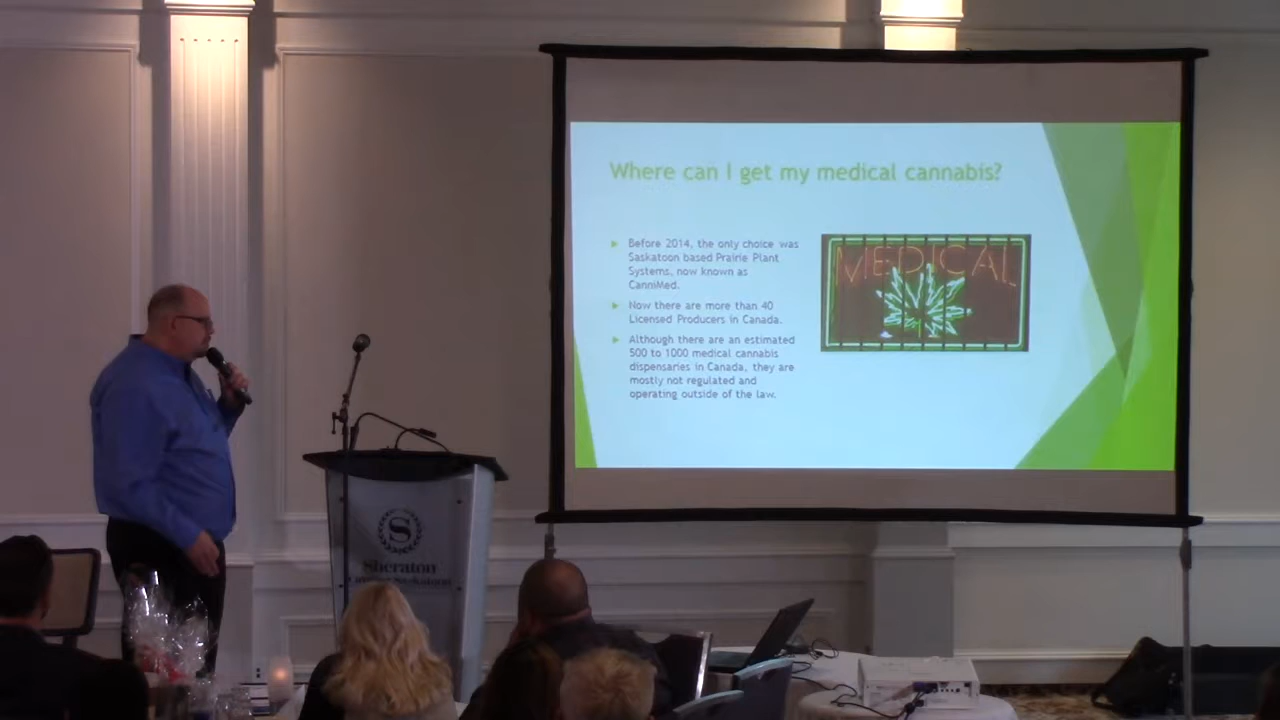 Where can I get my medical cannabis?
Before 2014, the only choice was
Saskatoon based Prairie Plant
Systems, now known as
CanniMed.
Now there are more than 40
Licensed Producers in Canada.
Although there are an estimated
500 to 1000 medical cannabis
dispensaries in Canada, they are
mostly not regulated and
operating outside of the law.
MEDICAL
S
Sheraton
Saskatoon